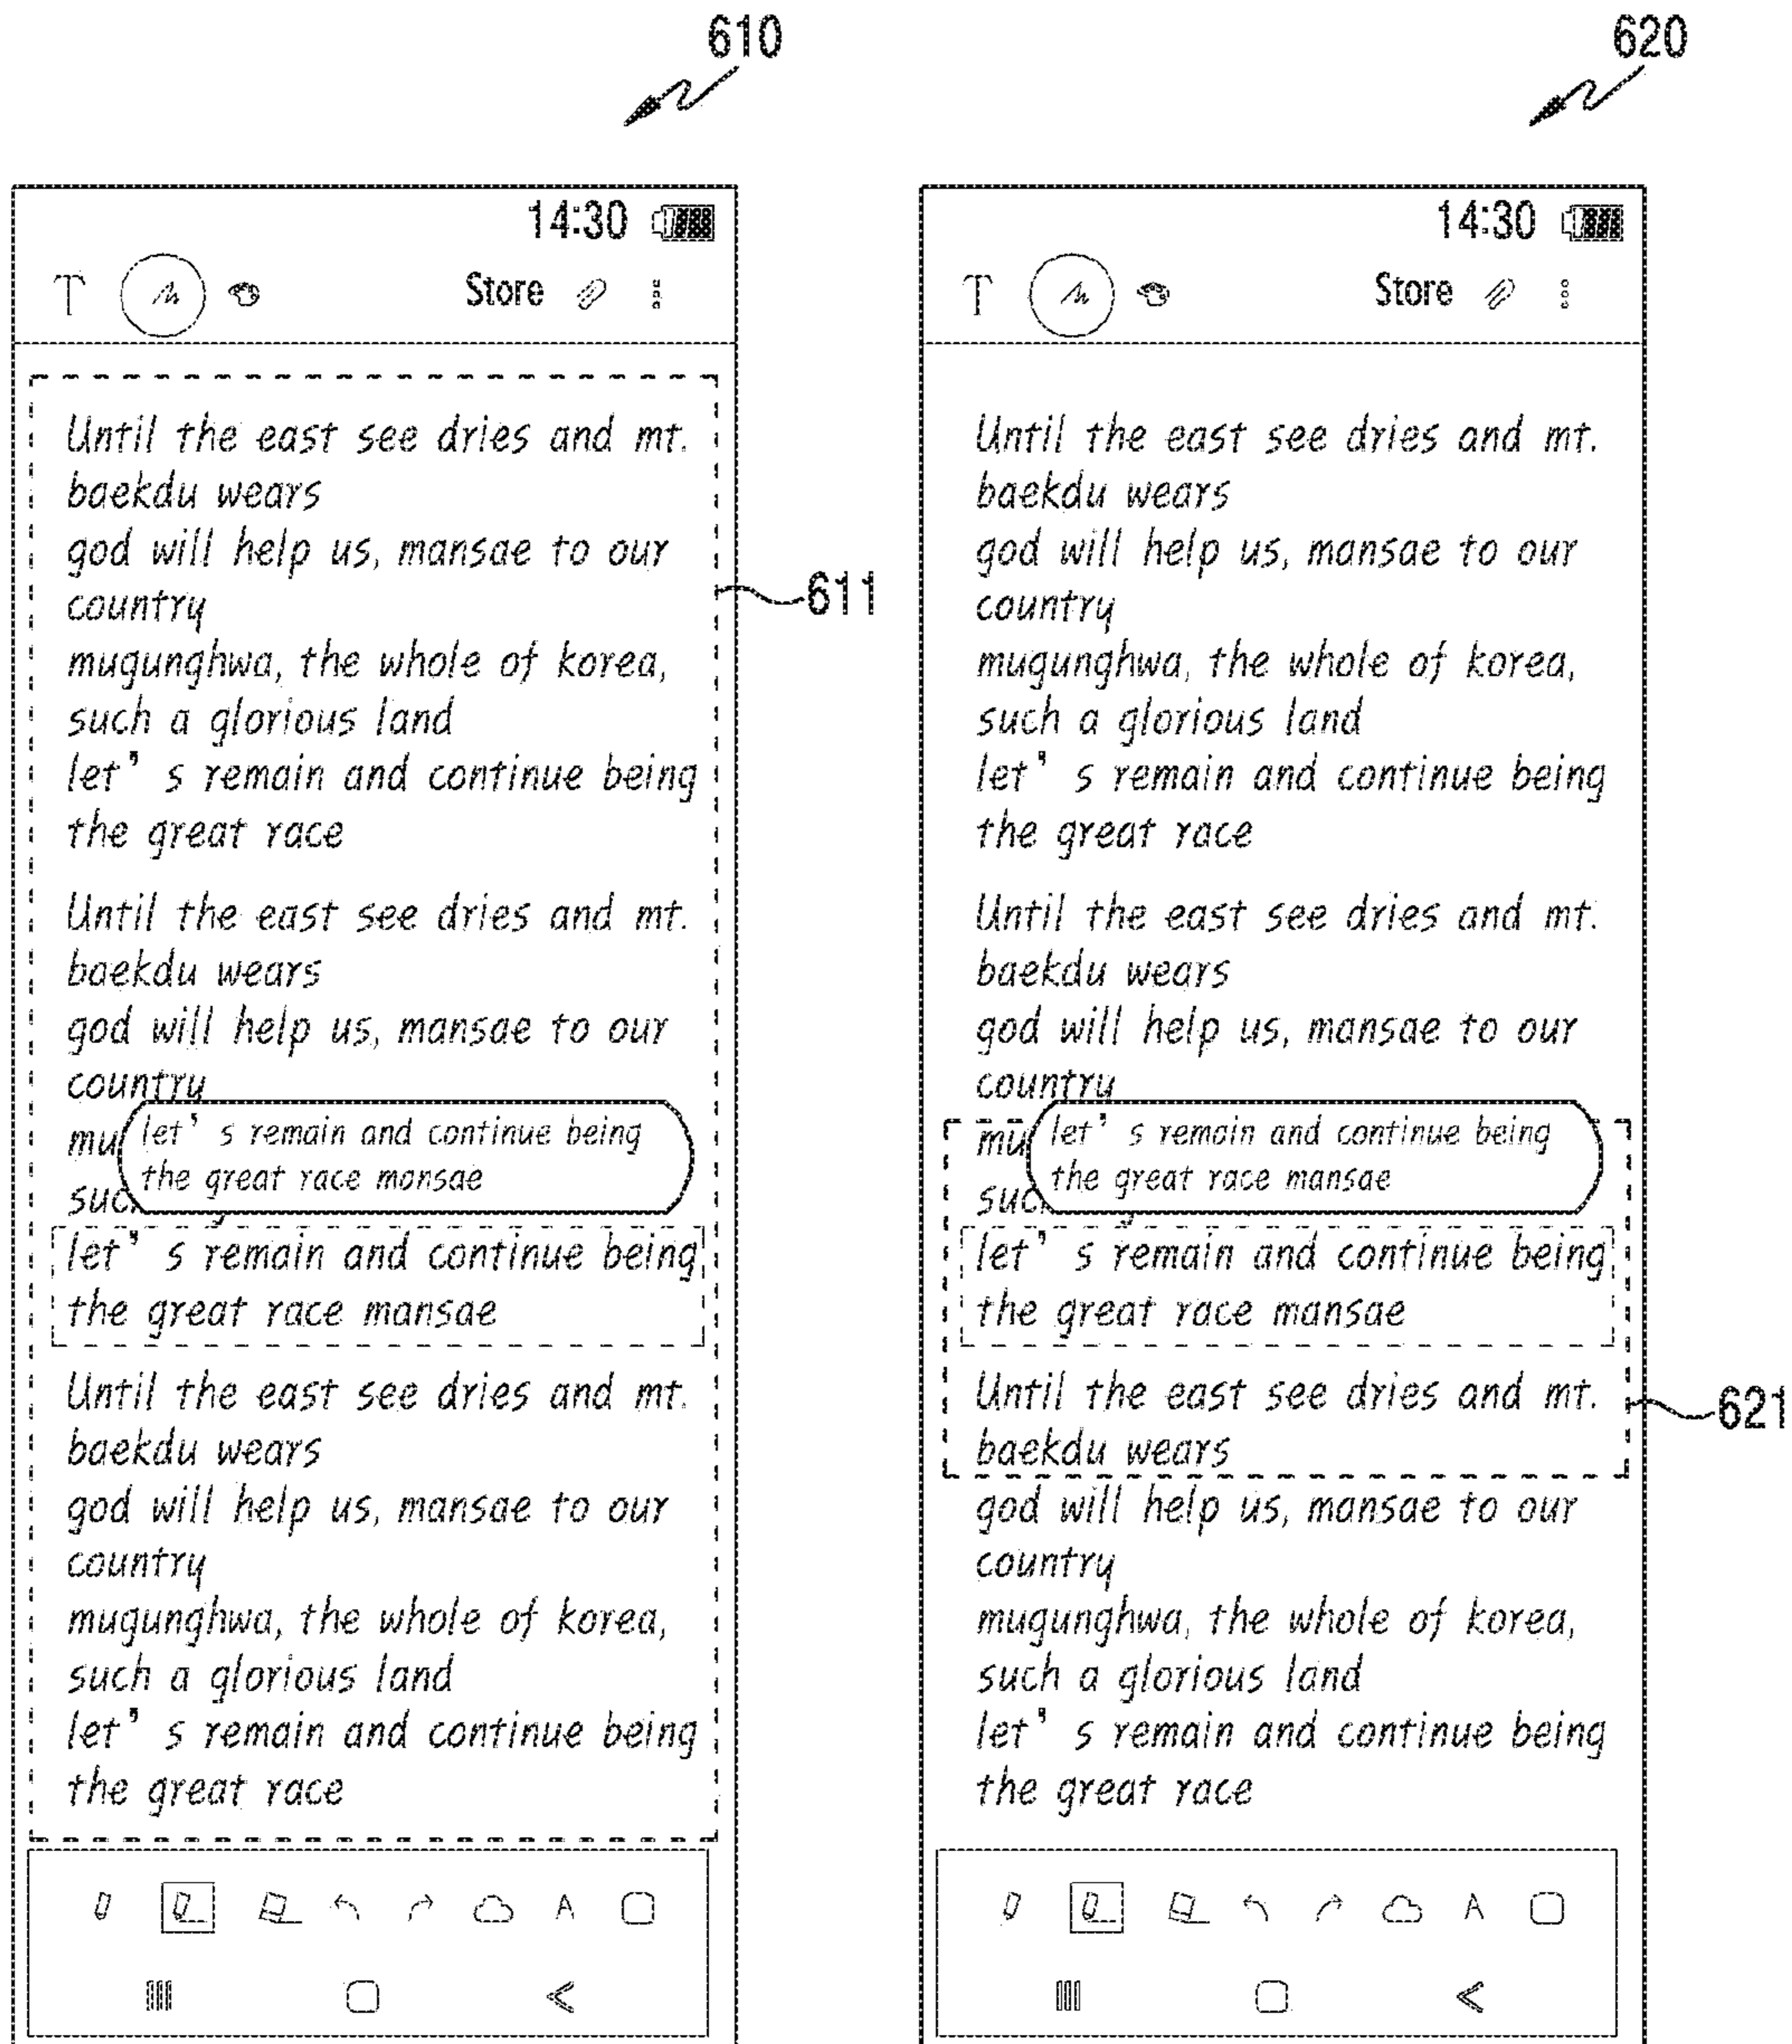 610
14:30
T
Store
Until the east see dries and mt.
baekdu wears
god will help us, mansae to our
country
mugunghwa, the whole of korea,
such a glorious land
let's remain and continue being
the great race
Until the east see dries and mt.
baekdu wears
god will help us, mansae to our
country
mu
suc
let's remain and continue being
the great race mansae
let's remain and continue being
the great race mansae
Until the east see dries and mt.
baekdu wears
god will help us, mansae to our
country
mugunghwa, the whole of korea,
such a glorious land
let's remain and continue being
the great race
A
611
620
14:30
T
Store
Until the east see dries and mt.
baekdu wears
god will help us, mansae to our
country
mugunghwa, the whole of korea,
such a glorious land
let's remain and continue being
the great race
Until the east see dries and mt.
baekdu wears
god will help us, mansae to our
country
mu
suc
let's remain and continue being
the great race mansae
let's remain and continue being
the great race mansae
Until the east see dries and mt.
baekdu wears
god will help us, mansae to our
country
mugunghwa, the whole of korea,
such a glorious land
let's remain and continue being
the great race
A
621